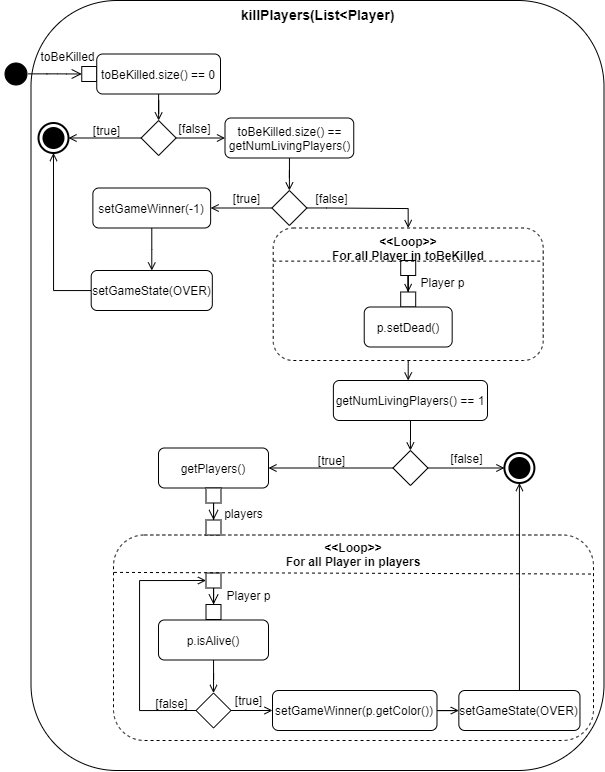 killPlayers(List<Player)
toBeKilled
toBeKilled.size() == 0
[true]
[false]
toBeKilled.size() ==
getNumLivingPlayers()
[true]
[false]
setGameWinner(-1)
<<Loop>>
For all Player in toBeKilled
Player p
setGameState(OVER)
p.setDead()
getNumLivingPlayers() == 1
[true]
[false]
getPlayers()
players
<<Loop>>
For all Player in players
Player p
p.isAlive()
[false]
[true]
setGameWinner(p.getColor())
setGameState(OVER)